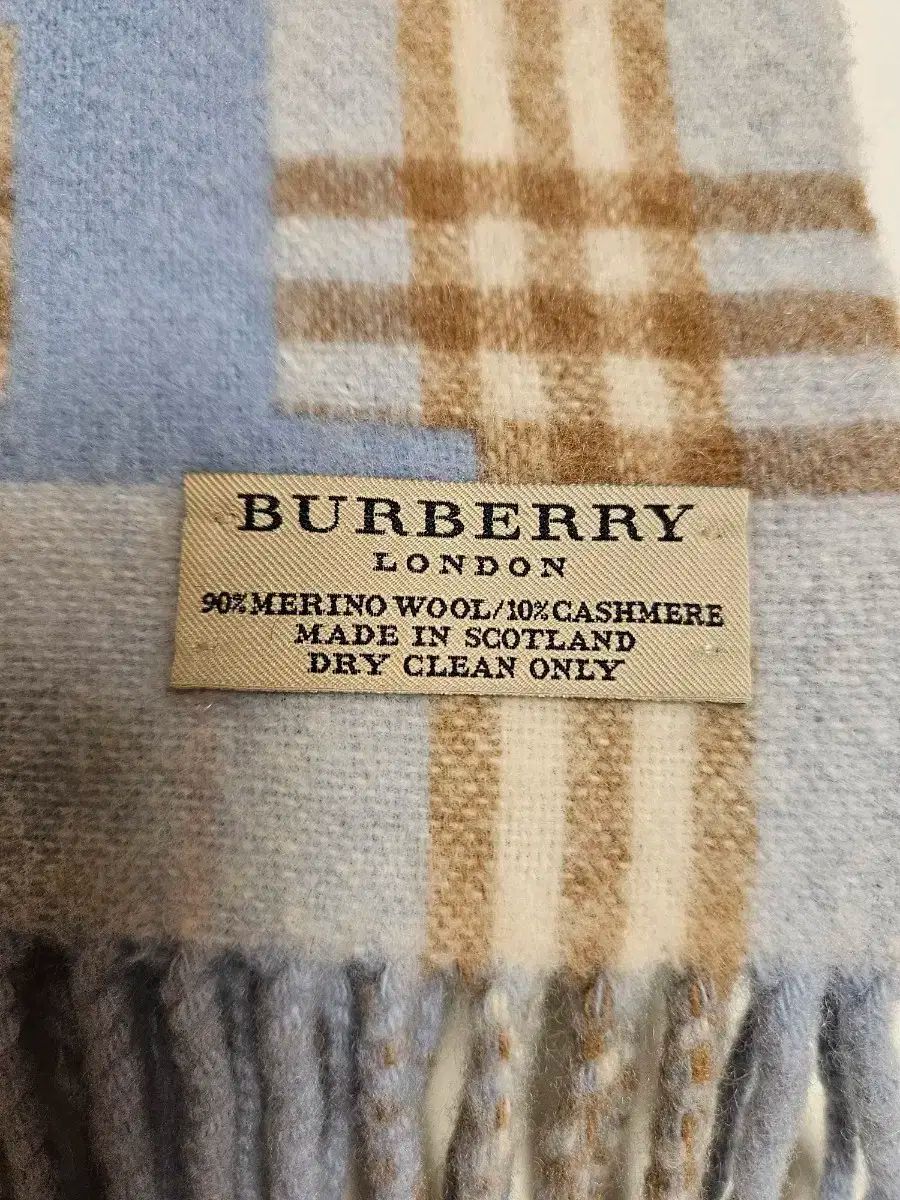 BURBERRY
LONDON
90% MERINO WOOL/10% CASHMERE
MADE IN SCOTLAND
DRY CLEAN ONLY